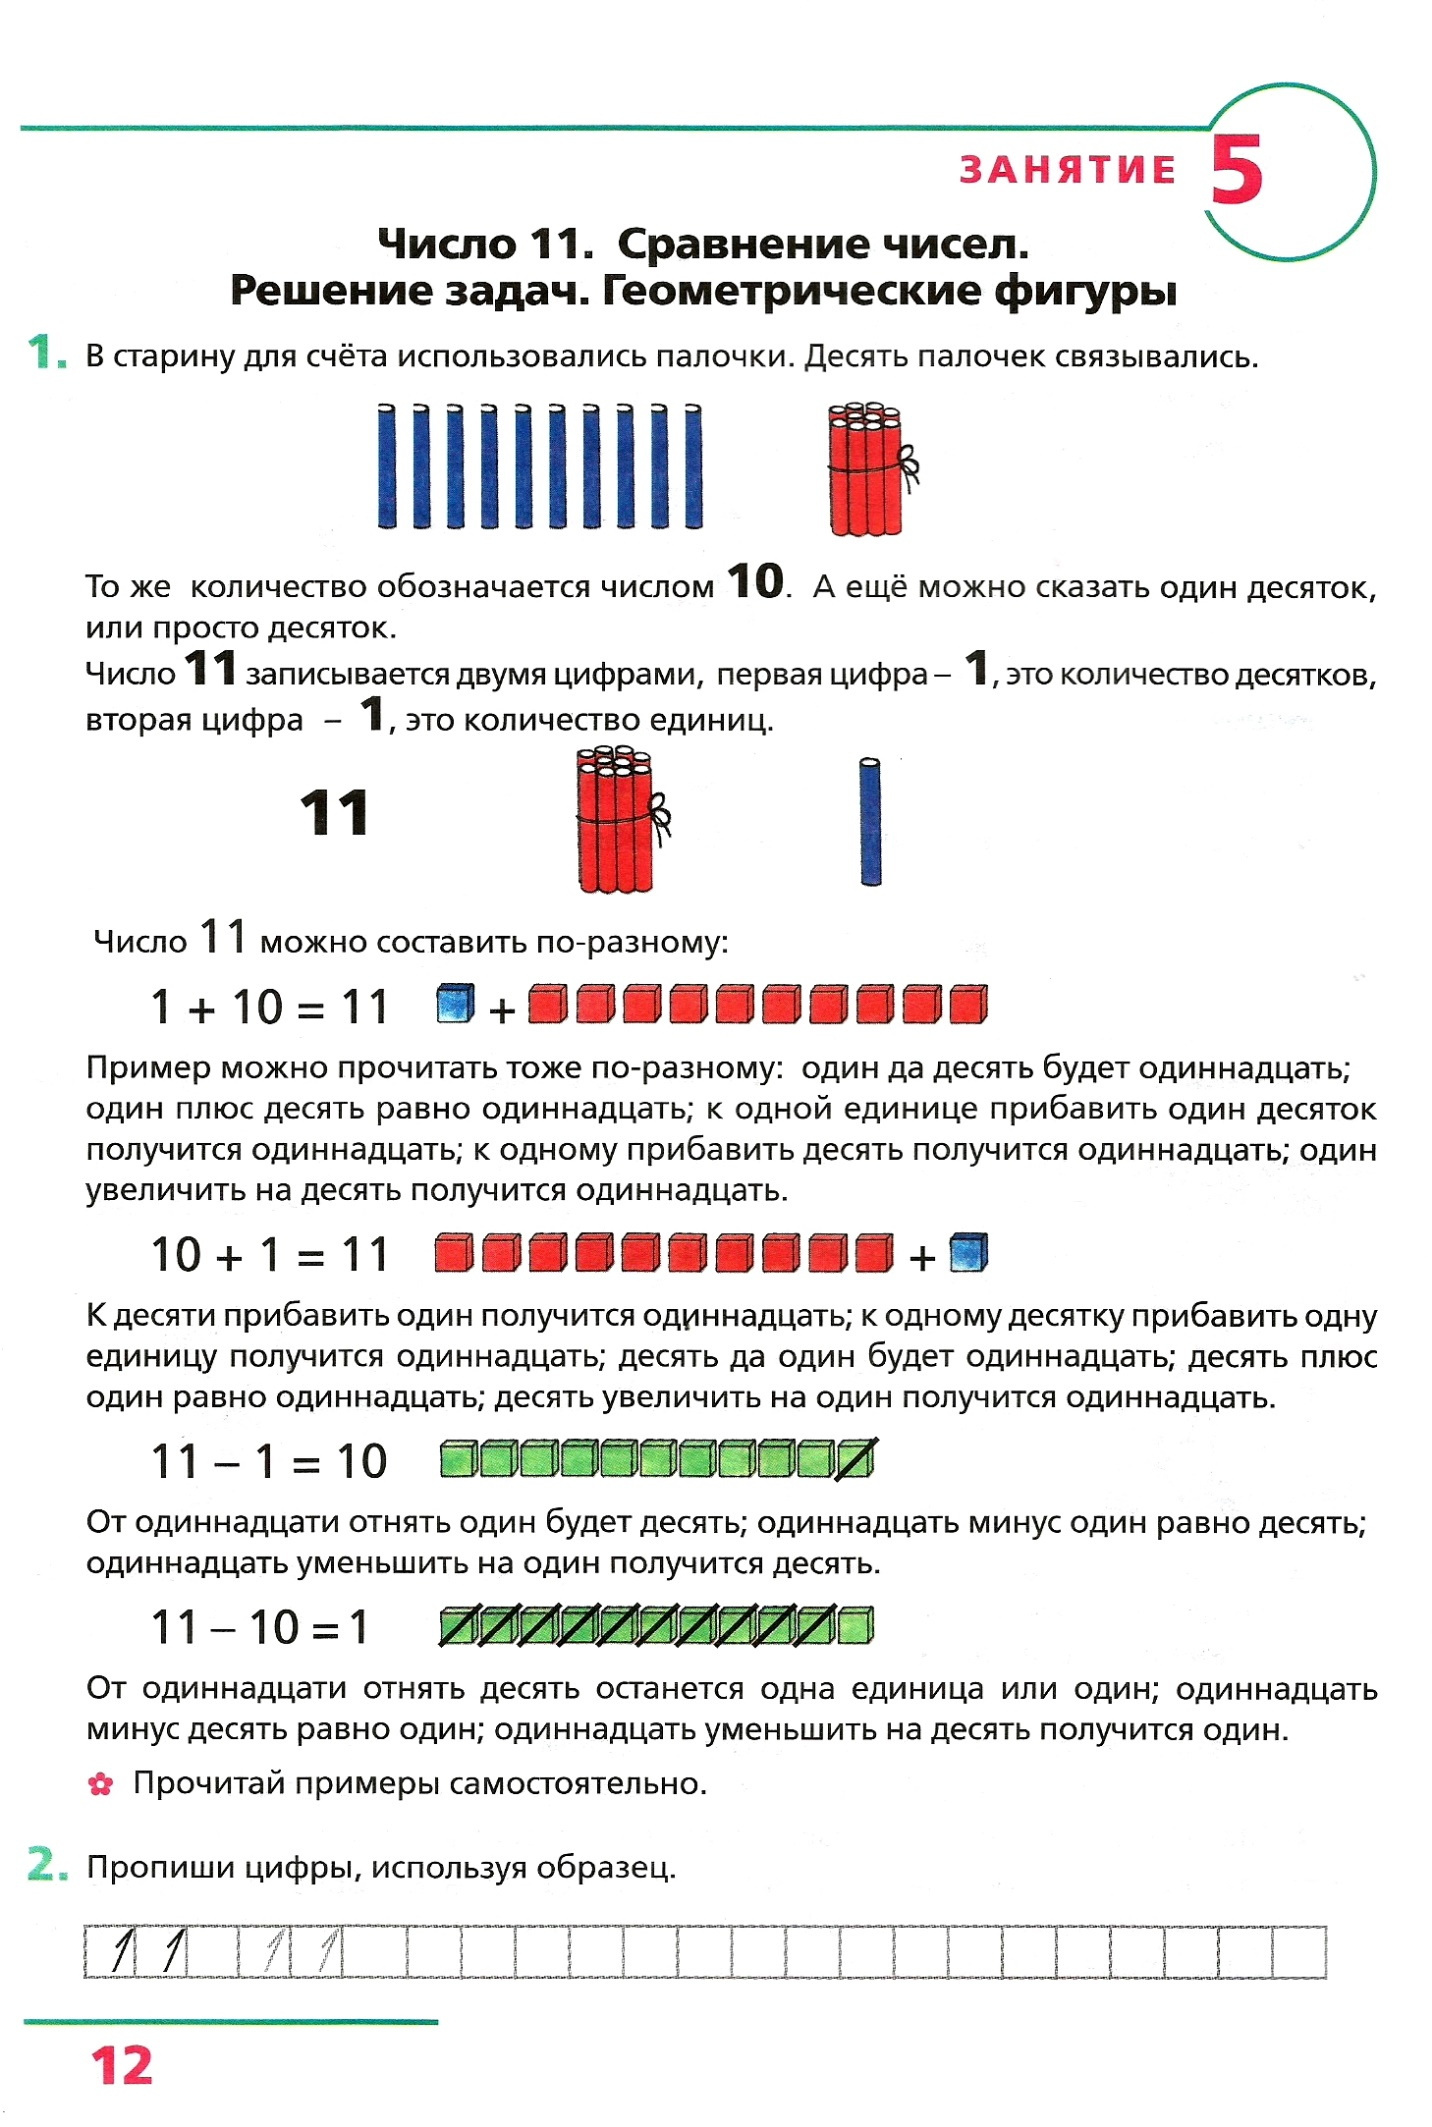 ЗАНЯТИЕ 5
Число 11. Сравнение чисел.
Решение задач. Геометрические фигуры
1. В старину для счёта использовались палочки. Десять палочек связывались.
То же количество обозначается числом 10. А ещё можно сказать один десяток,
или просто десяток.
Число 11 записывается двумя цифрами, первая цифра – 1, это количество десятков,
вторая цифра – 1, это количество единиц.
11
Число 11 можно составить по-разному:
1 + 10 = 11 +
Пример можно прочитать тоже по-разному: один да десять будет одиннадцать;
один плюс десять равно одиннадцать; к одной единице прибавить один десяток
получится одиннадцать; к одному прибавить десять получится одиннадцать; один
увеличить на десять получится одиннадцать.
10 + 1 = 11 +
К десяти прибавить один получится одиннадцать; к одному десятку прибавить одну
единицу получится одиннадцать; десять да один будет одиннадцать; десять плюс
один равно одиннадцать; десять увеличить на один получится одиннадцать.
11 – 1 = 10
От одиннадцати отнять один будет десять; одиннадцать минус один равно десять;
одиннадцать уменьшить на один получится десять.
11 – 10 = 1
От одиннадцати отнять десять останется одна единица или один; одиннадцать
минус десять равно один; одиннадцать уменьшить на десять получится один.
Прочитай примеры самостоятельно.
2. Пропиши цифры, используя образец.
1 1 1 1
12